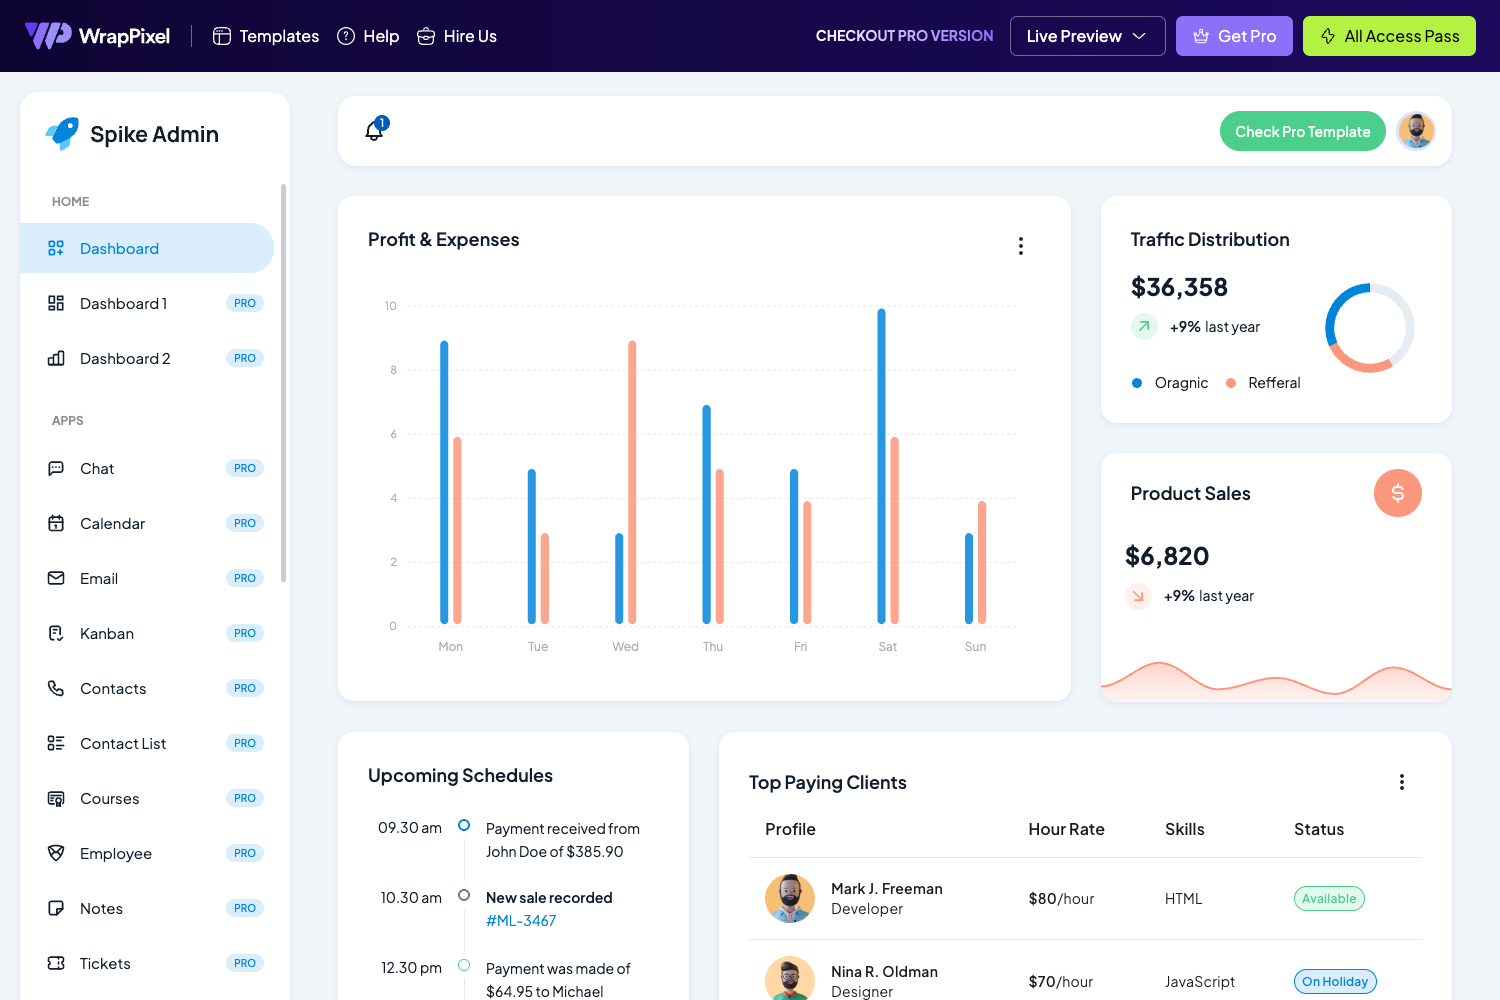 WrapPixel
Templates
Help
Hire Us
CHECKOUT PRO VERSION
Live Preview
Get Pro
All Access Pass
Spike Admin
HOME
Dashboard
Dashboard 1 PRO
Dashboard 2 PRO
APPS
Chat PRO
Calendar PRO
Email PRO
Kanban PRO
Contacts PRO
Contact List PRO
Courses PRO
Employee PRO
Notes PRO
Tickets PRO
1
Check Pro Template
Profit & Expenses
10
8
6
4
2
0
Mon Tue Wed Thu Fri Sat Sun
Traffic Distribution
$36,358
+9% last year
Oragnic Refferal
Product Sales
$
$6,820
+9% last year
Upcoming Schedules
09.30 am Payment received from
John Doe of $385.90
10.30 am New sale recorded
#ML-3467
12.30 pm Payment was made of
$64.95 to Michael
Top Paying Clients
Profile Hour Rate Skills Status
Mark J. Freeman
Developer
$80/hour
HTML
Available
Nina R. Oldman
Designer
$70/hour
JavaScript
On Holiday